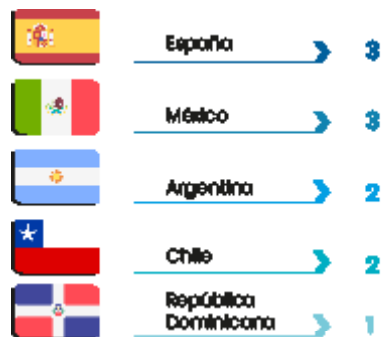 España 3
México 3
Argentina 2
Chile 2
República
Dominicana 1